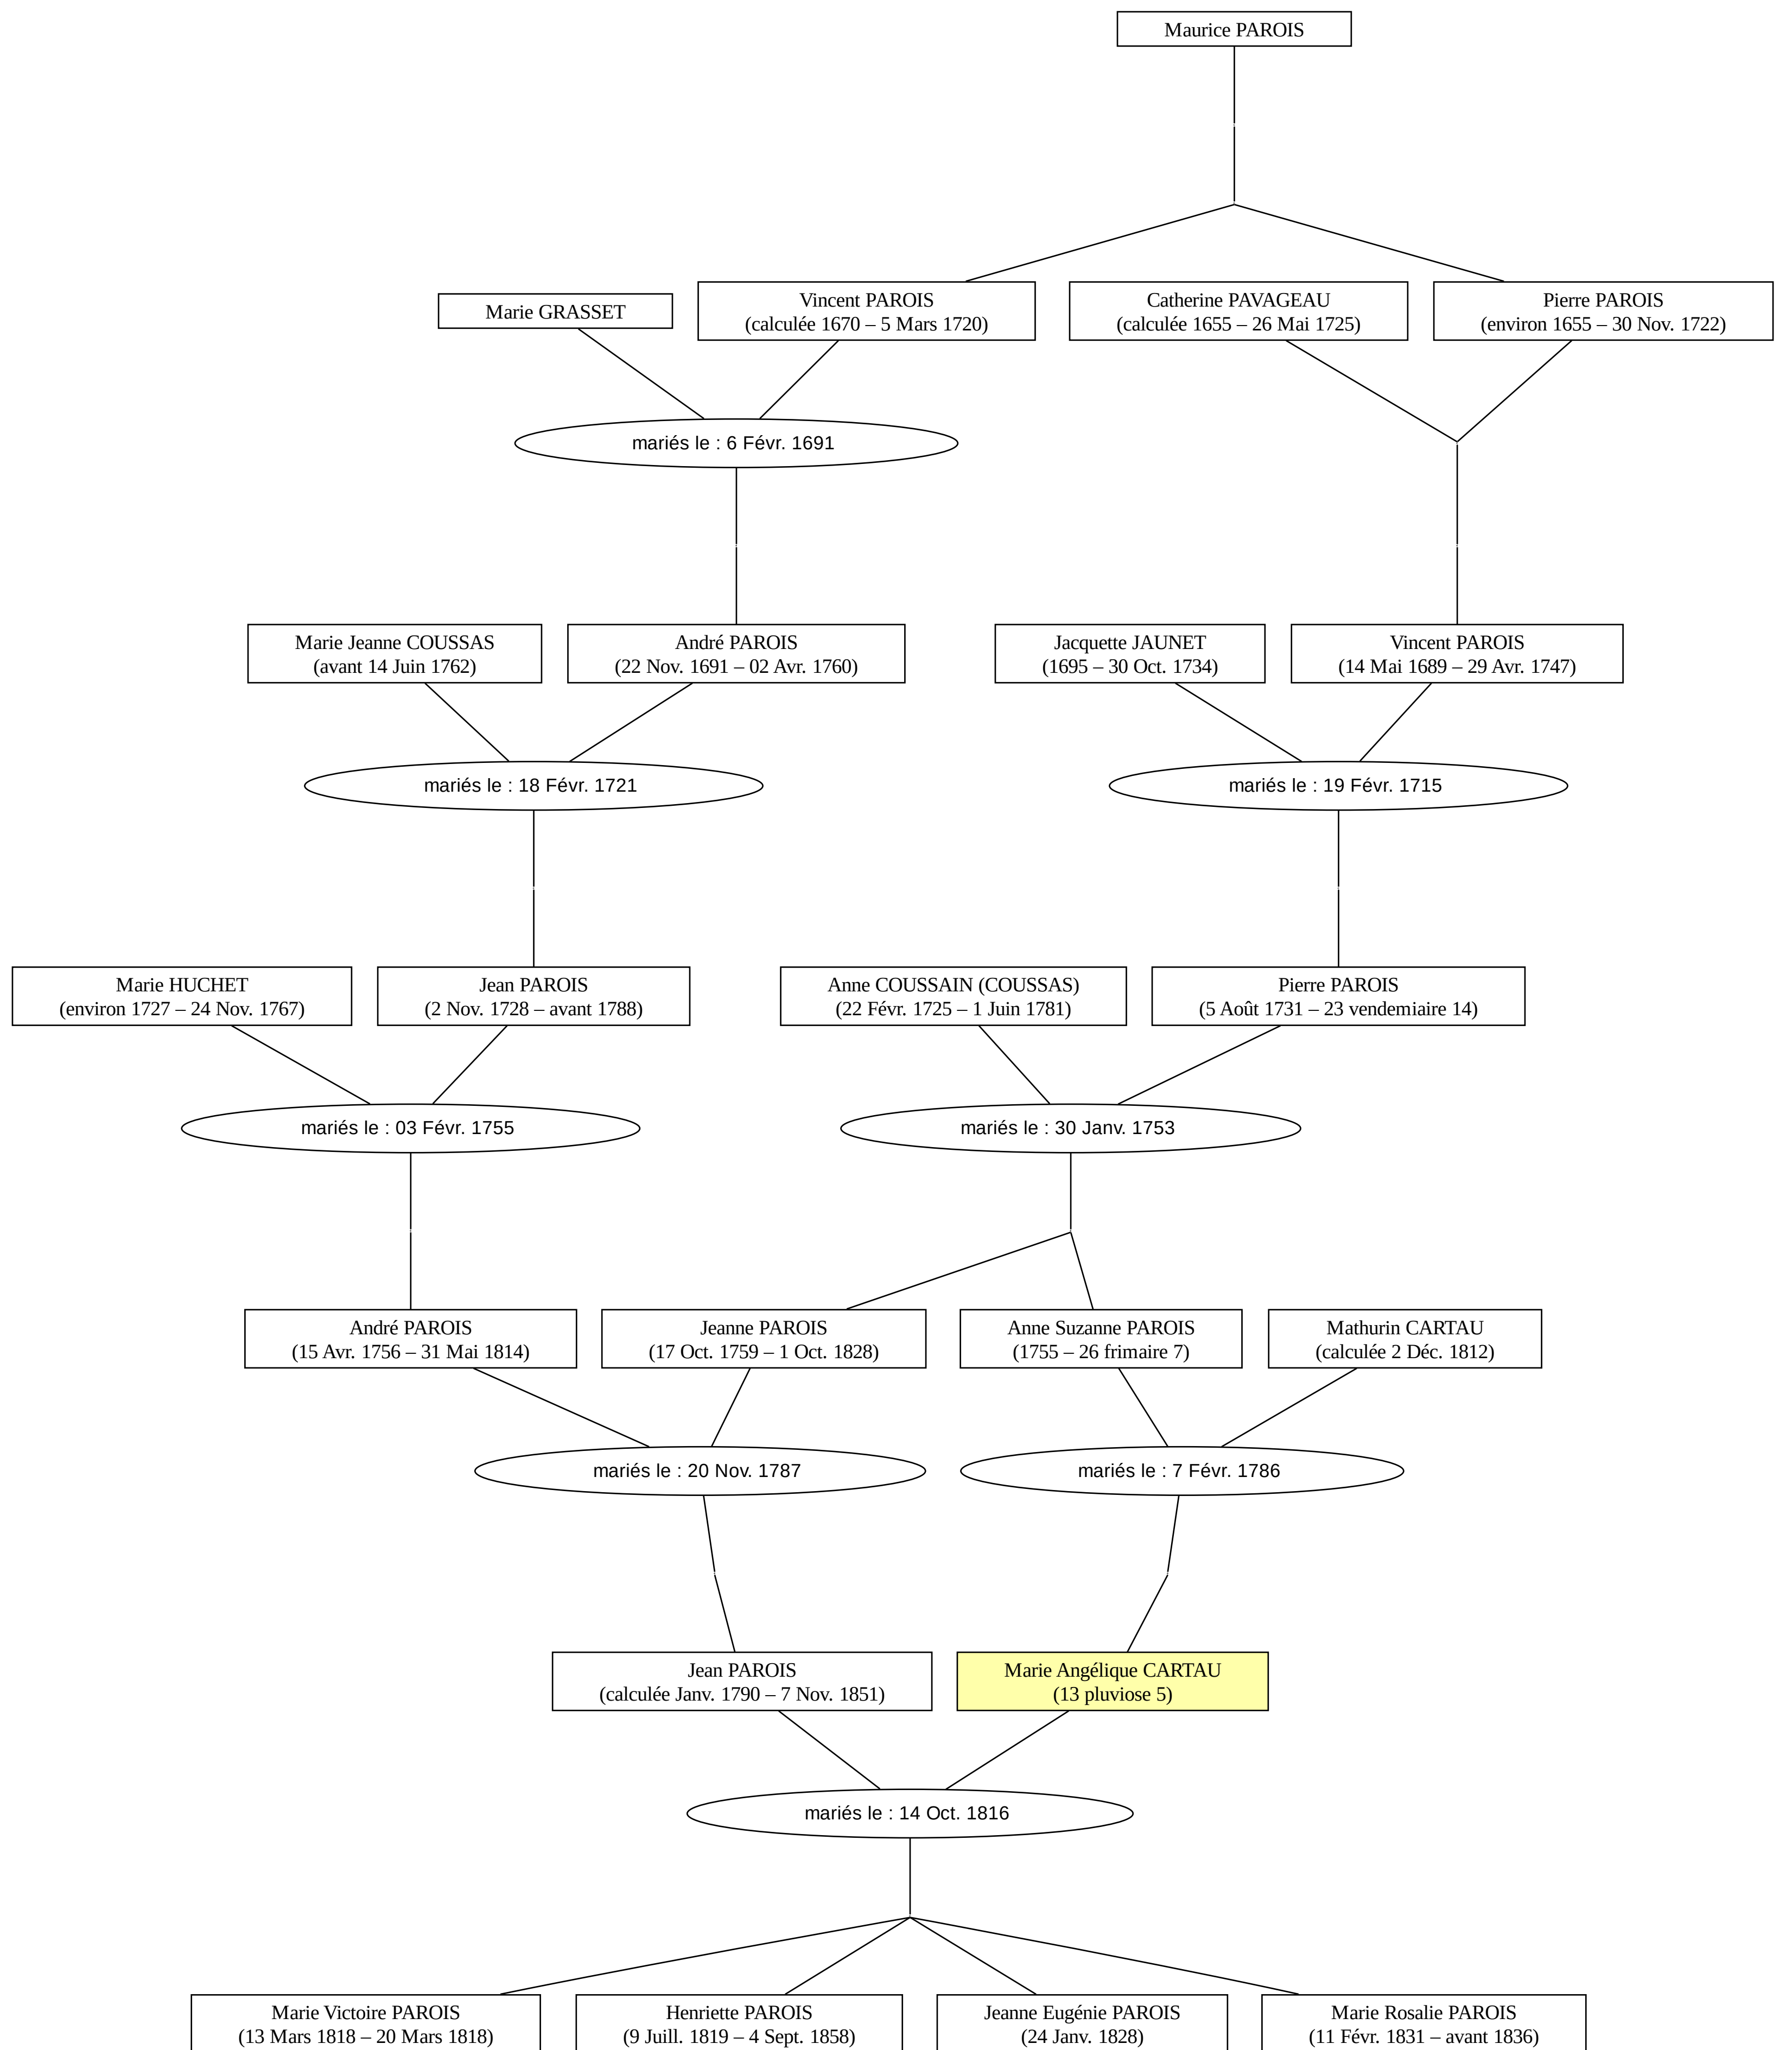 Maurice PAROIS
Marie GRASSET
Vincent PAROIS
(calculée 1670 – 5 Mars 1720)
Catherine PAVAGEAU
(calculée 1655 – 26 Mai 1725)
Pierre PAROIS
(environ 1655 – 30 Nov. 1722)
mariés le : 6 Févr. 1691
Marie Jeanne COUSSAS
(avant 14 Juin 1762)
André PAROIS
(22 Nov. 1691 – 02 Avr. 1760)
Jacquette JAUNET
(1695 – 30 Oct. 1734)
Vincent PAROIS
(14 Mai 1689 – 29 Avr. 1747)
mariés le : 18 Févr. 1721
mariés le : 19 Févr. 1715
Marie HUCHET
(environ 1727 – 24 Nov. 1767)
Jean PAROIS
(2 Nov. 1728 – avant 1788)
Anne COUSSAIN (COUSSAS)
(22 Févr. 1725 – 1 Juin 1781)
Pierre PAROIS
(5 Août 1731 – 23 vendemiaire 14)
mariés le : 03 Févr. 1755
mariés le : 30 Janv. 1753
André PAROIS
(15 Avr. 1756 – 31 Mai 1814)
Jeanne PAROIS
(17 Oct. 1759 – 1 Oct. 1828)
Anne Suzanne PAROIS
(1755 – 26 frimaire 7)
Mathurin CARTAU
(calculée 2 Déc. 1812)
mariés le : 20 Nov. 1787
mariés le : 7 Févr. 1786
Jean PAROIS
(calculée Janv. 1790 – 7 Nov. 1851)
Marie Angélique CARTAU
(13 pluviose 5)
mariés le : 14 Oct. 1816
Marie Victoire PAROIS
(13 Mars 1818 – 20 Mars 1818)
Henriette PAROIS
(9 Juill. 1819 – 4 Sept. 1858)
Jeanne Eugénie PAROIS
(24 Janv. 1828)
Marie Rosalie PAROIS
(11 Févr. 1831 – avant 1836)